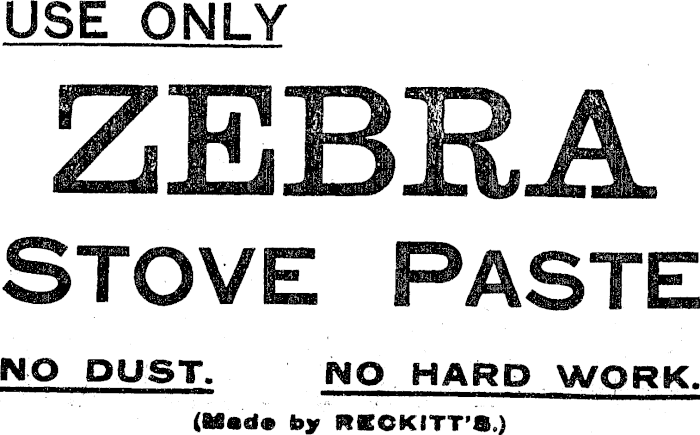 USE ONLY
ZEBRA
STOVE PASTE
NO DUST. NO HARD WORK.
(Made by RECKITT'S.)